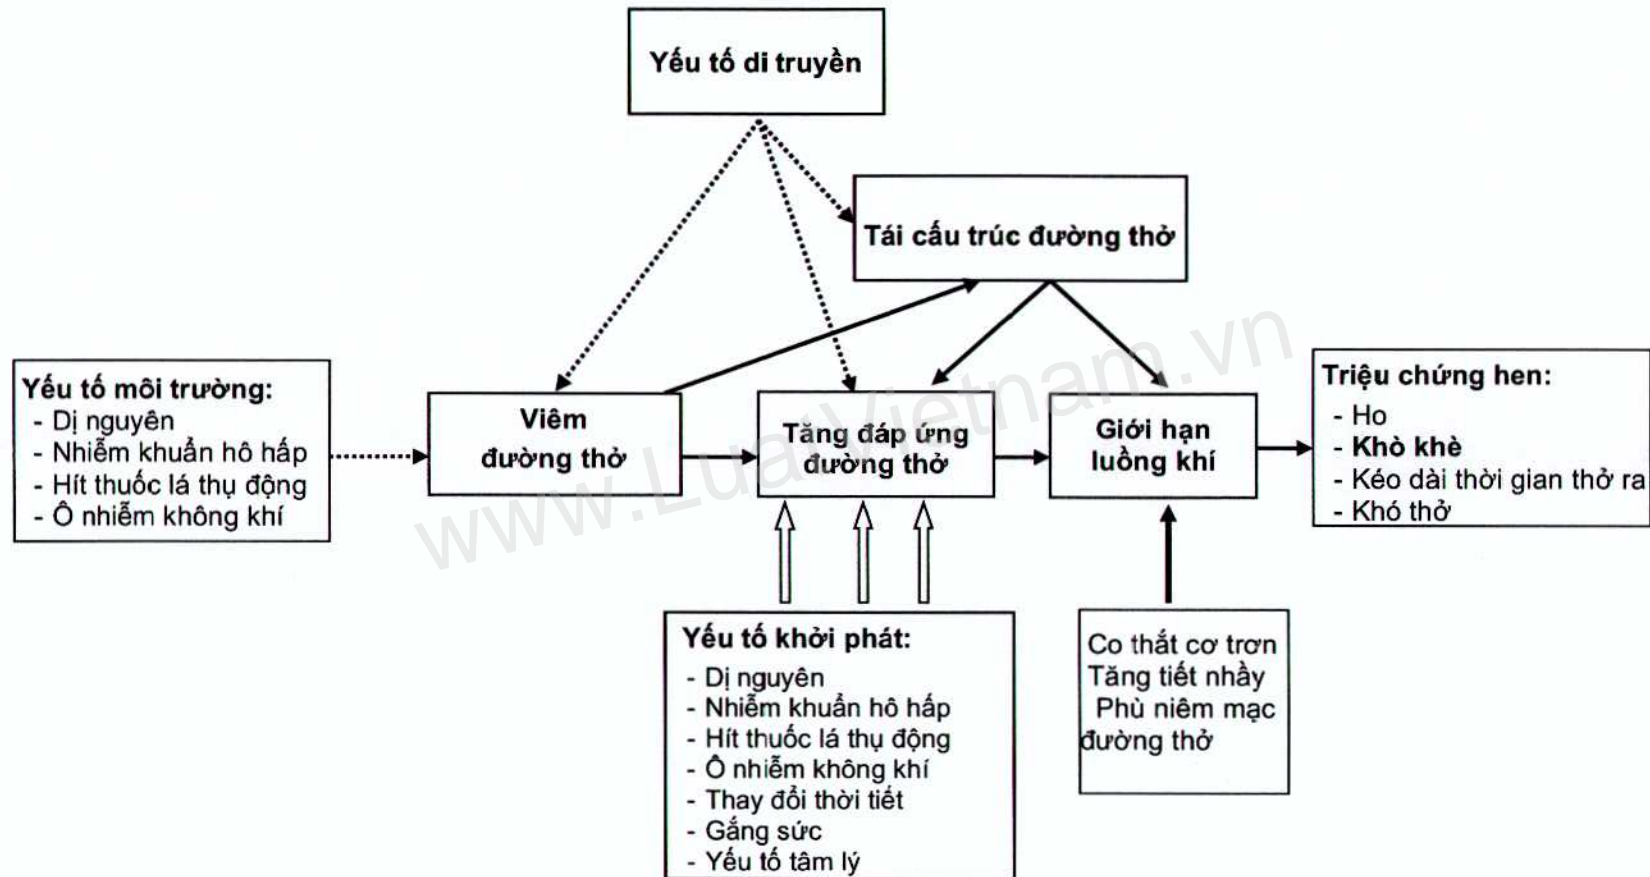 Yếu tố di truyền
Tái cấu trúc đường thở
Yếu tố môi trường:
- Dị nguyên
- Nhiễm khuẩn hô hấp
- Hít thuốc lá thụ động
- Ô nhiễm không khí
Viêm
đường thở
Tăng đáp ứng
đường thở
Giới hạn
luồng khí
Triệu chứng hen:
- Ho
- Khò khè
- Kéo dài thời gian thở ra
- Khó thở
Yếu tố khởi phát:
- Dị nguyên
- Nhiễm khuẩn hô hấp
- Hít thuốc lá thụ động
- Ô nhiễm không khí
- Thay đổi thời tiết
- Gắng sức
- Yếu tố tâm lý
Co thắt cơ trơn
Tăng tiết nhầy
Phù niêm mạc
đường thở
www.LuatVietnam.vn